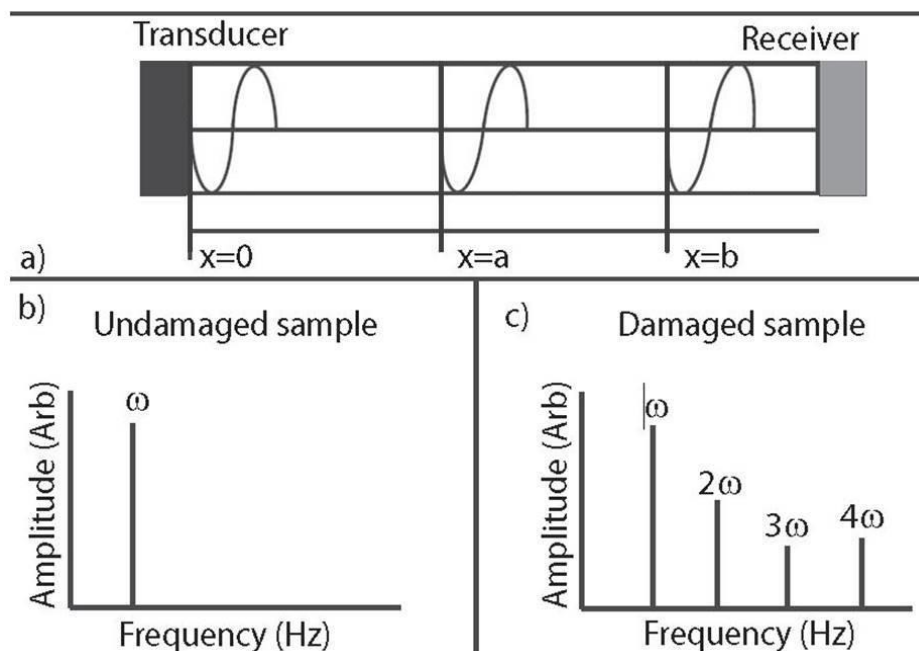 Transducer
Receiver
a)
x=0
x=a
x=b
b)
Undamaged sample
ω
Amplitude (Arb)
Frequency (Hz)
c)
Damaged sample
ω
2ω
3ω
4ω
Amplitude (Arb)
Frequency (Hz)